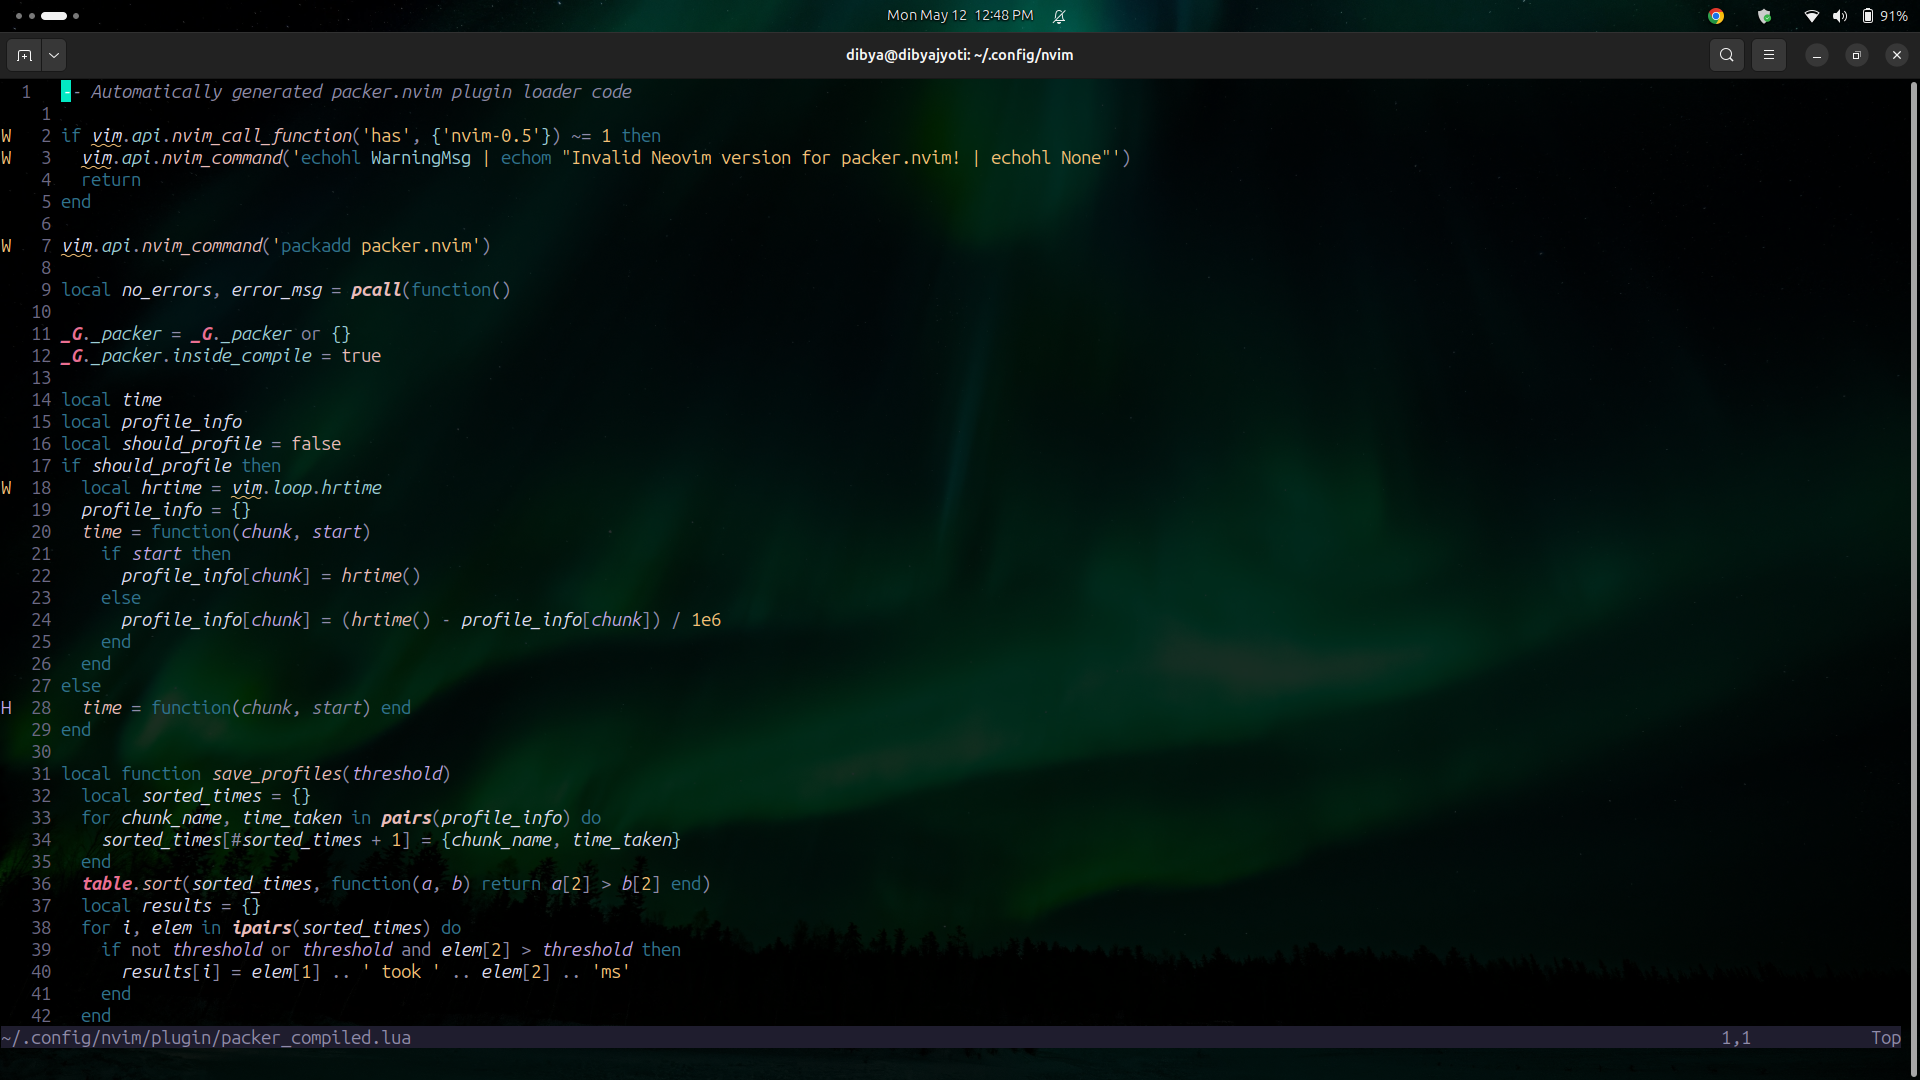 Mon May 12 12:48 PM
91%
dibya@dibyajyoti: ~/.config/nvim
1 -- Automatically generated packer.nvim plugin loader code
1
W 2 if vim.api.nvim_call_function('has', {'nvim-0.5'}) ~= 1 then
W 3   vim.api.nvim_command('echohl WarningMsg | echom "Invalid Neovim version for packer.nvim! | echohl None"')
4   return
5 end
6
W 7 vim.api.nvim_command('packadd packer.nvim')
8
9 local no_errors, error_msg = pcall(function()
10
11 _G._packer = _G._packer or {}
12 _G._packer.inside_compile = true
13
14 local time
15 local profile_info
16 local should_profile = false
17 if should_profile then
W 18   local hrtime = vim.loop.hrtime
19   profile_info = {}
20   time = function(chunk, start)
21     if start then
22       profile_info[chunk] = hrtime()
23     else
24       profile_info[chunk] = (hrtime() - profile_info[chunk]) / 1e6
25     end
26   end
27 else
H 28   time = function(chunk, start) end
29 end
30
31 local function save_profiles(threshold)
32   local sorted_times = {}
33   for chunk_name, time_taken in pairs(profile_info) do
34     sorted_times[#sorted_times + 1] = {chunk_name, time_taken}
35   end
36   table.sort(sorted_times, function(a, b) return a[2] > b[2] end)
37   local results = {}
38   for i, elem in ipairs(sorted_times) do
39     if not threshold or threshold and elem[2] > threshold then
40       results[i] = elem[1] .. ' took ' .. elem[2] .. 'ms'
41     end
42   end
~/.config/nvim/plugin/packer_compiled.lua 1,1 Top